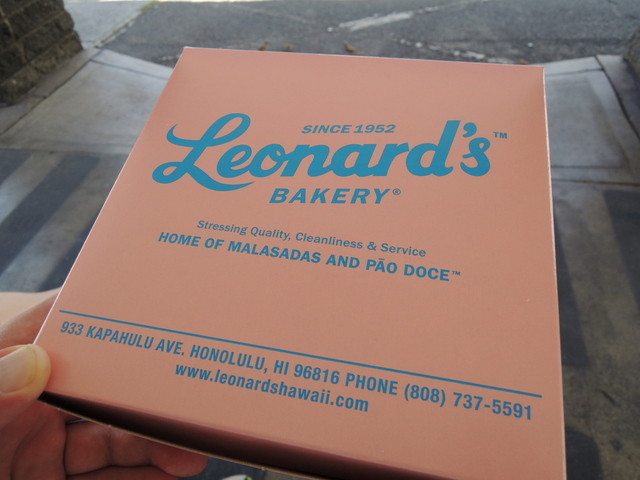 SINCE 1952
Leonard's™
BAKERY®
Stressing Quality, Cleanliness & Service
HOME OF MALASADAS AND PÃO DOCE™
933 KAPAHULU AVE. HONOLULU, HI 96816 PHONE (808) 737-5591
www.leonardshawaii.com